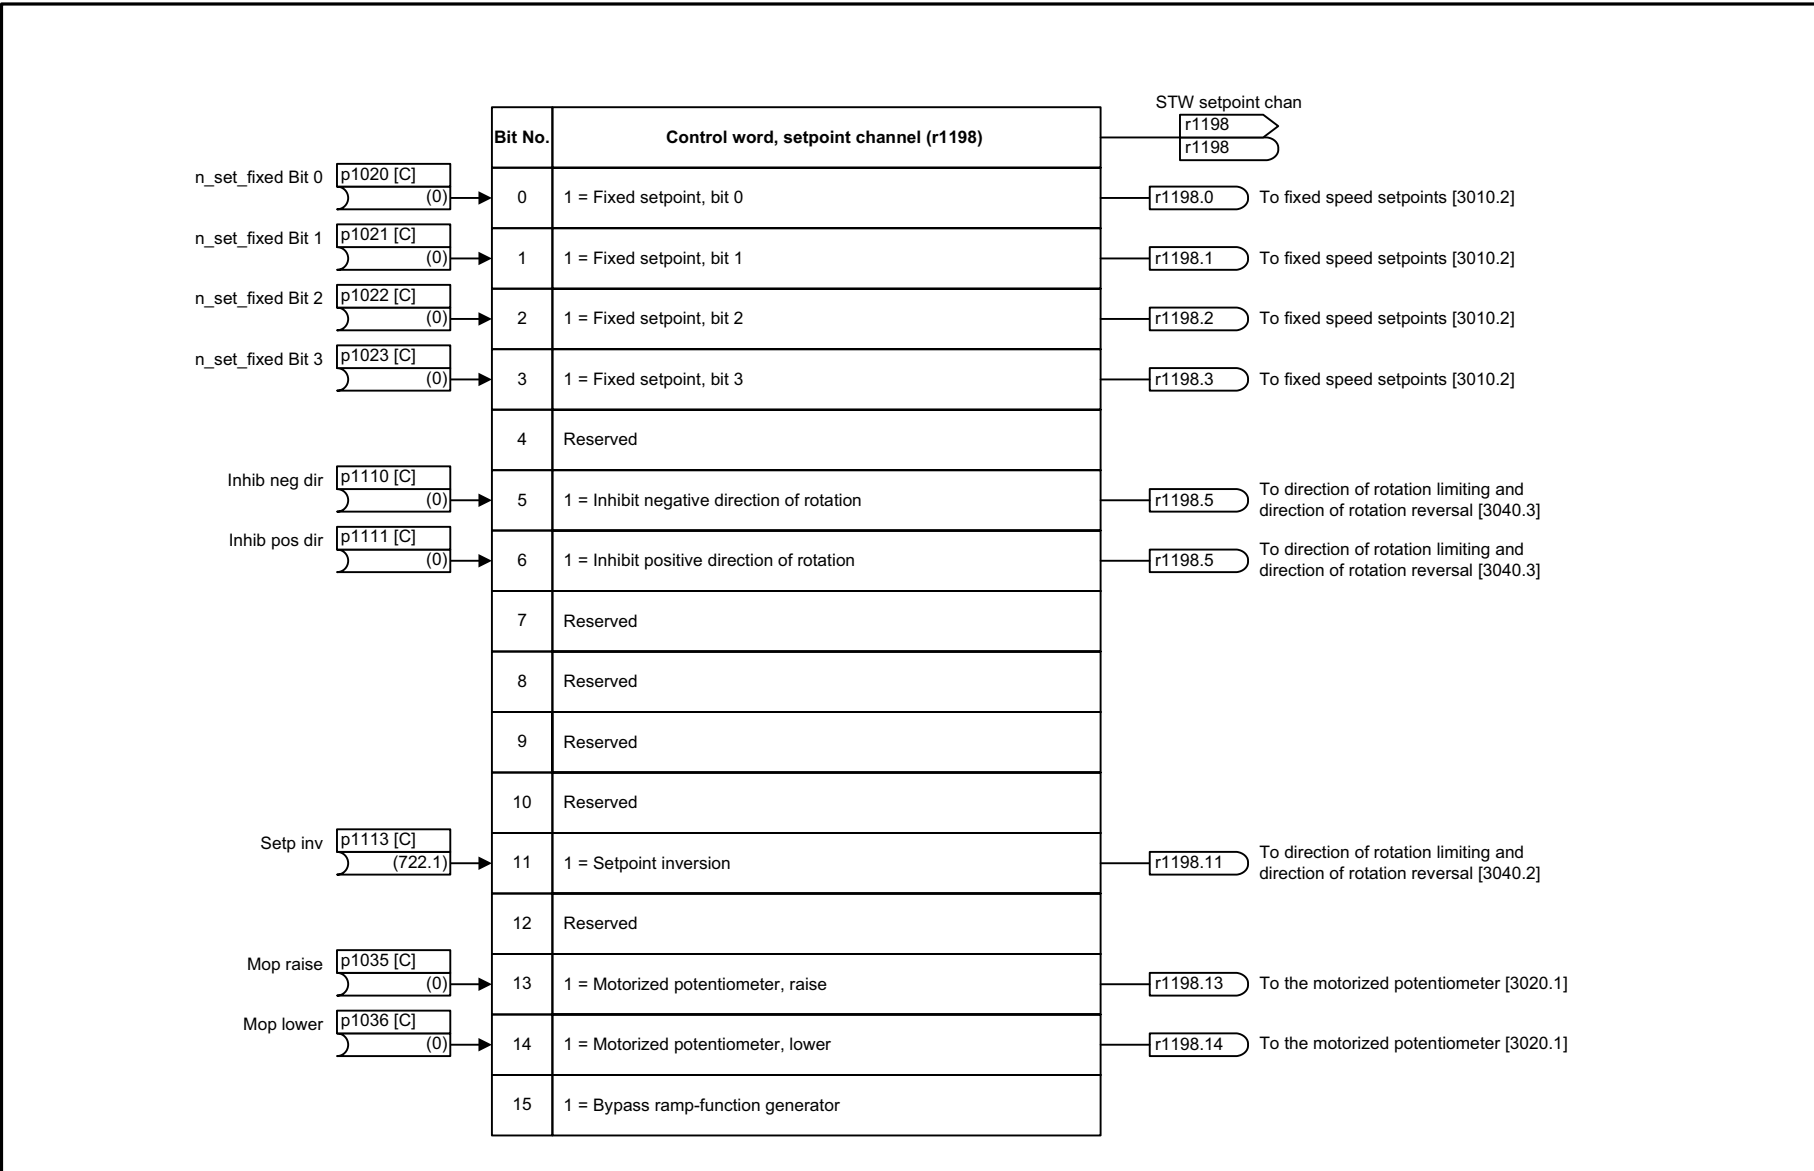 STW setpoint chan
r1198
r1198
Bit No. Control word, setpoint channel (r1198)
n_set_fixed Bit 0 p1020 [C]
(0) 0 1 = Fixed setpoint, bit 0 r1198.0 To fixed speed setpoints [3010.2]
n_set_fixed Bit 1 p1021 [C]
(0) 1 1 = Fixed setpoint, bit 1 r1198.1 To fixed speed setpoints [3010.2]
n_set_fixed Bit 2 p1022 [C]
(0) 2 1 = Fixed setpoint, bit 2 r1198.2 To fixed speed setpoints [3010.2]
n_set_fixed Bit 3 p1023 [C]
(0) 3 1 = Fixed setpoint, bit 3 r1198.3 To fixed speed setpoints [3010.2]
4 Reserved
Inhib neg dir p1110 [C]
(0) 5 1 = Inhibit negative direction of rotation r1198.5 To direction of rotation limiting and
direction of rotation reversal [3040.3]
Inhib pos dir p1111 [C]
(0) 6 1 = Inhibit positive direction of rotation r1198.5 To direction of rotation limiting and
direction of rotation reversal [3040.3]
7 Reserved
8 Reserved
9 Reserved
10 Reserved
Setp inv p1113 [C]
(722.1) 11 1 = Setpoint inversion r1198.11 To direction of rotation limiting and
direction of rotation reversal [3040.2]
12 Reserved
Mop raise p1035 [C]
(0) 13 1 = Motorized potentiometer, raise r1198.13 To the motorized potentiometer [3020.1]
Mop lower p1036 [C]
(0) 14 1 = Motorized potentiometer, lower r1198.14 To the motorized potentiometer [3020.1]
15 1 = Bypass ramp-function generator